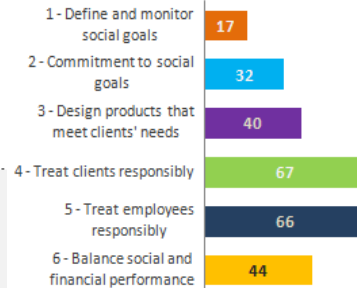 1 - Define and monitor
social goals
17
2 - Commitment to social
goals
32
3 - Design products that
meet clients' needs
40
4 - Treat clients responsibly
67
5 - Treat employees
responsibly
66
6 - Balance social and
financial performance
44